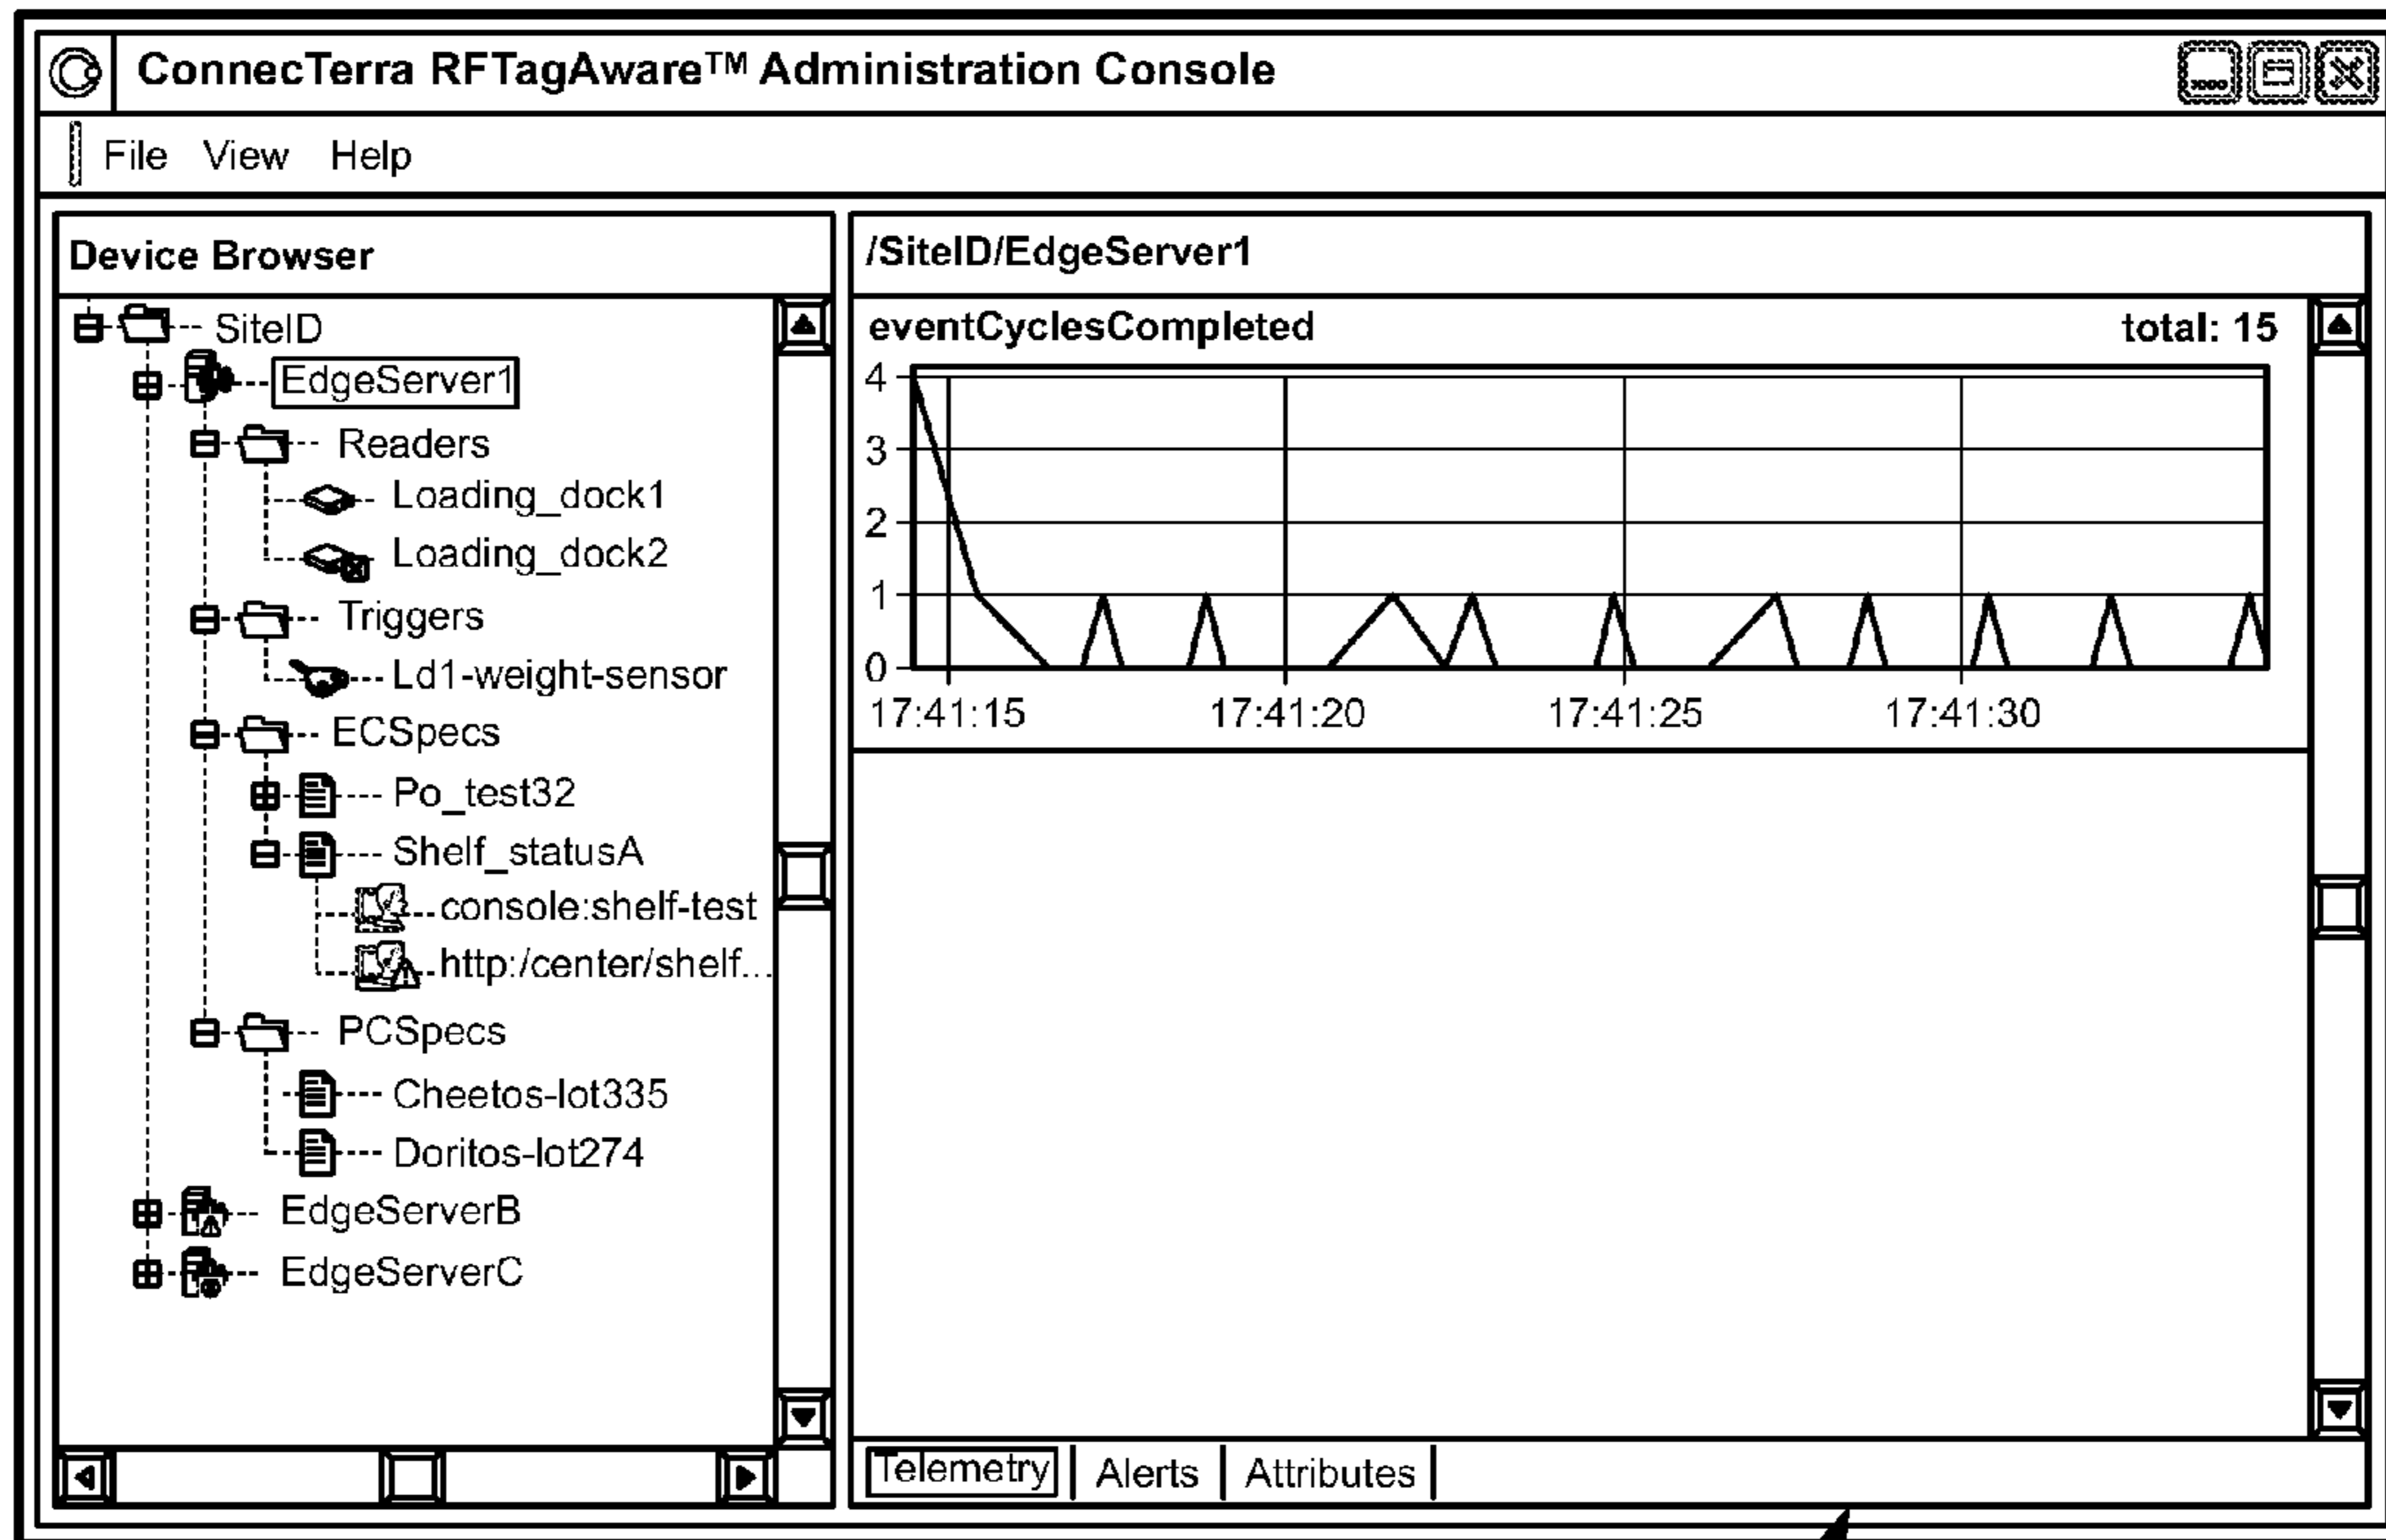 ConnecTerra RFTagAware™ Administration Console
File View Help
Device Browser
SiteID
EdgeServer1
Readers
Loading_dock1
Loading_dock2
Triggers
Ld1-weight-sensor
ECSpecs
Po_test32
Shelf_statusA
console:shelf-test
http:/center/shelf...
PCSpecs
Cheetos-lot335
Doritos-lot274
EdgeServerB
EdgeServerC
/SiteID/EdgeServer1
eventCyclesCompleted total: 15
4
3
2
1
0
17:41:15 17:41:20 17:41:25 17:41:30
Telemetry Alerts Attributes